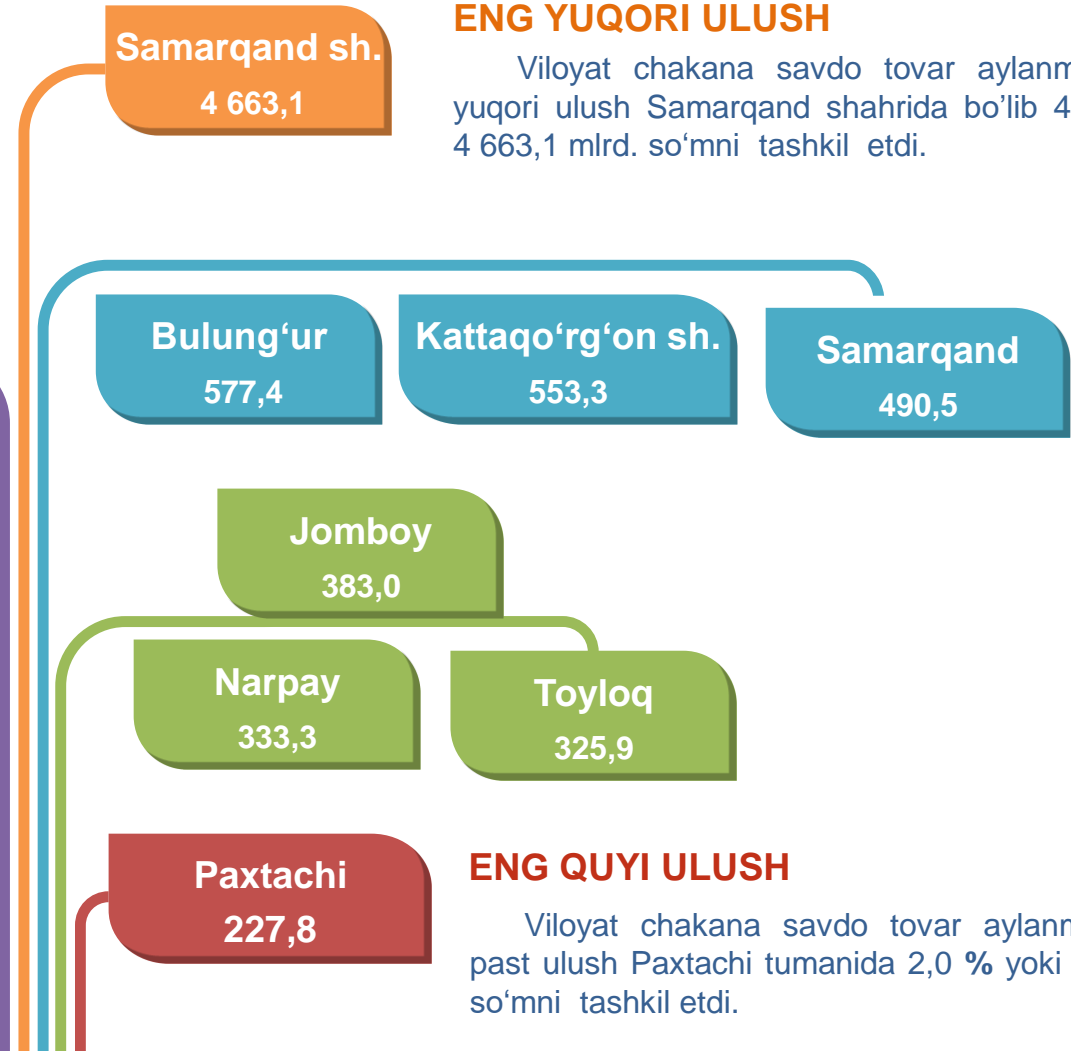 Samarqand sh.
4 663,1
ENG YUQORI ULUSH
Viloyat chakana savdo tovar
yuqori ulush Samarqand shahrida bo’lib
4 663,1 mlrd. so‘mni tashkil etdi.
Bulung‘ur
577,4
Kattaqo‘rg‘on sh.
553,3
Samarqand
490,5
Jomboy
383,0
Narpay
333,3
Toyloq
325,9
Paxtachi
227,8
ENG QUYI ULUSH
Viloyat chakana savdo tovar
past ulush Paxtachi tumanida 2,0 % yoki
so‘mni tashkil etdi.